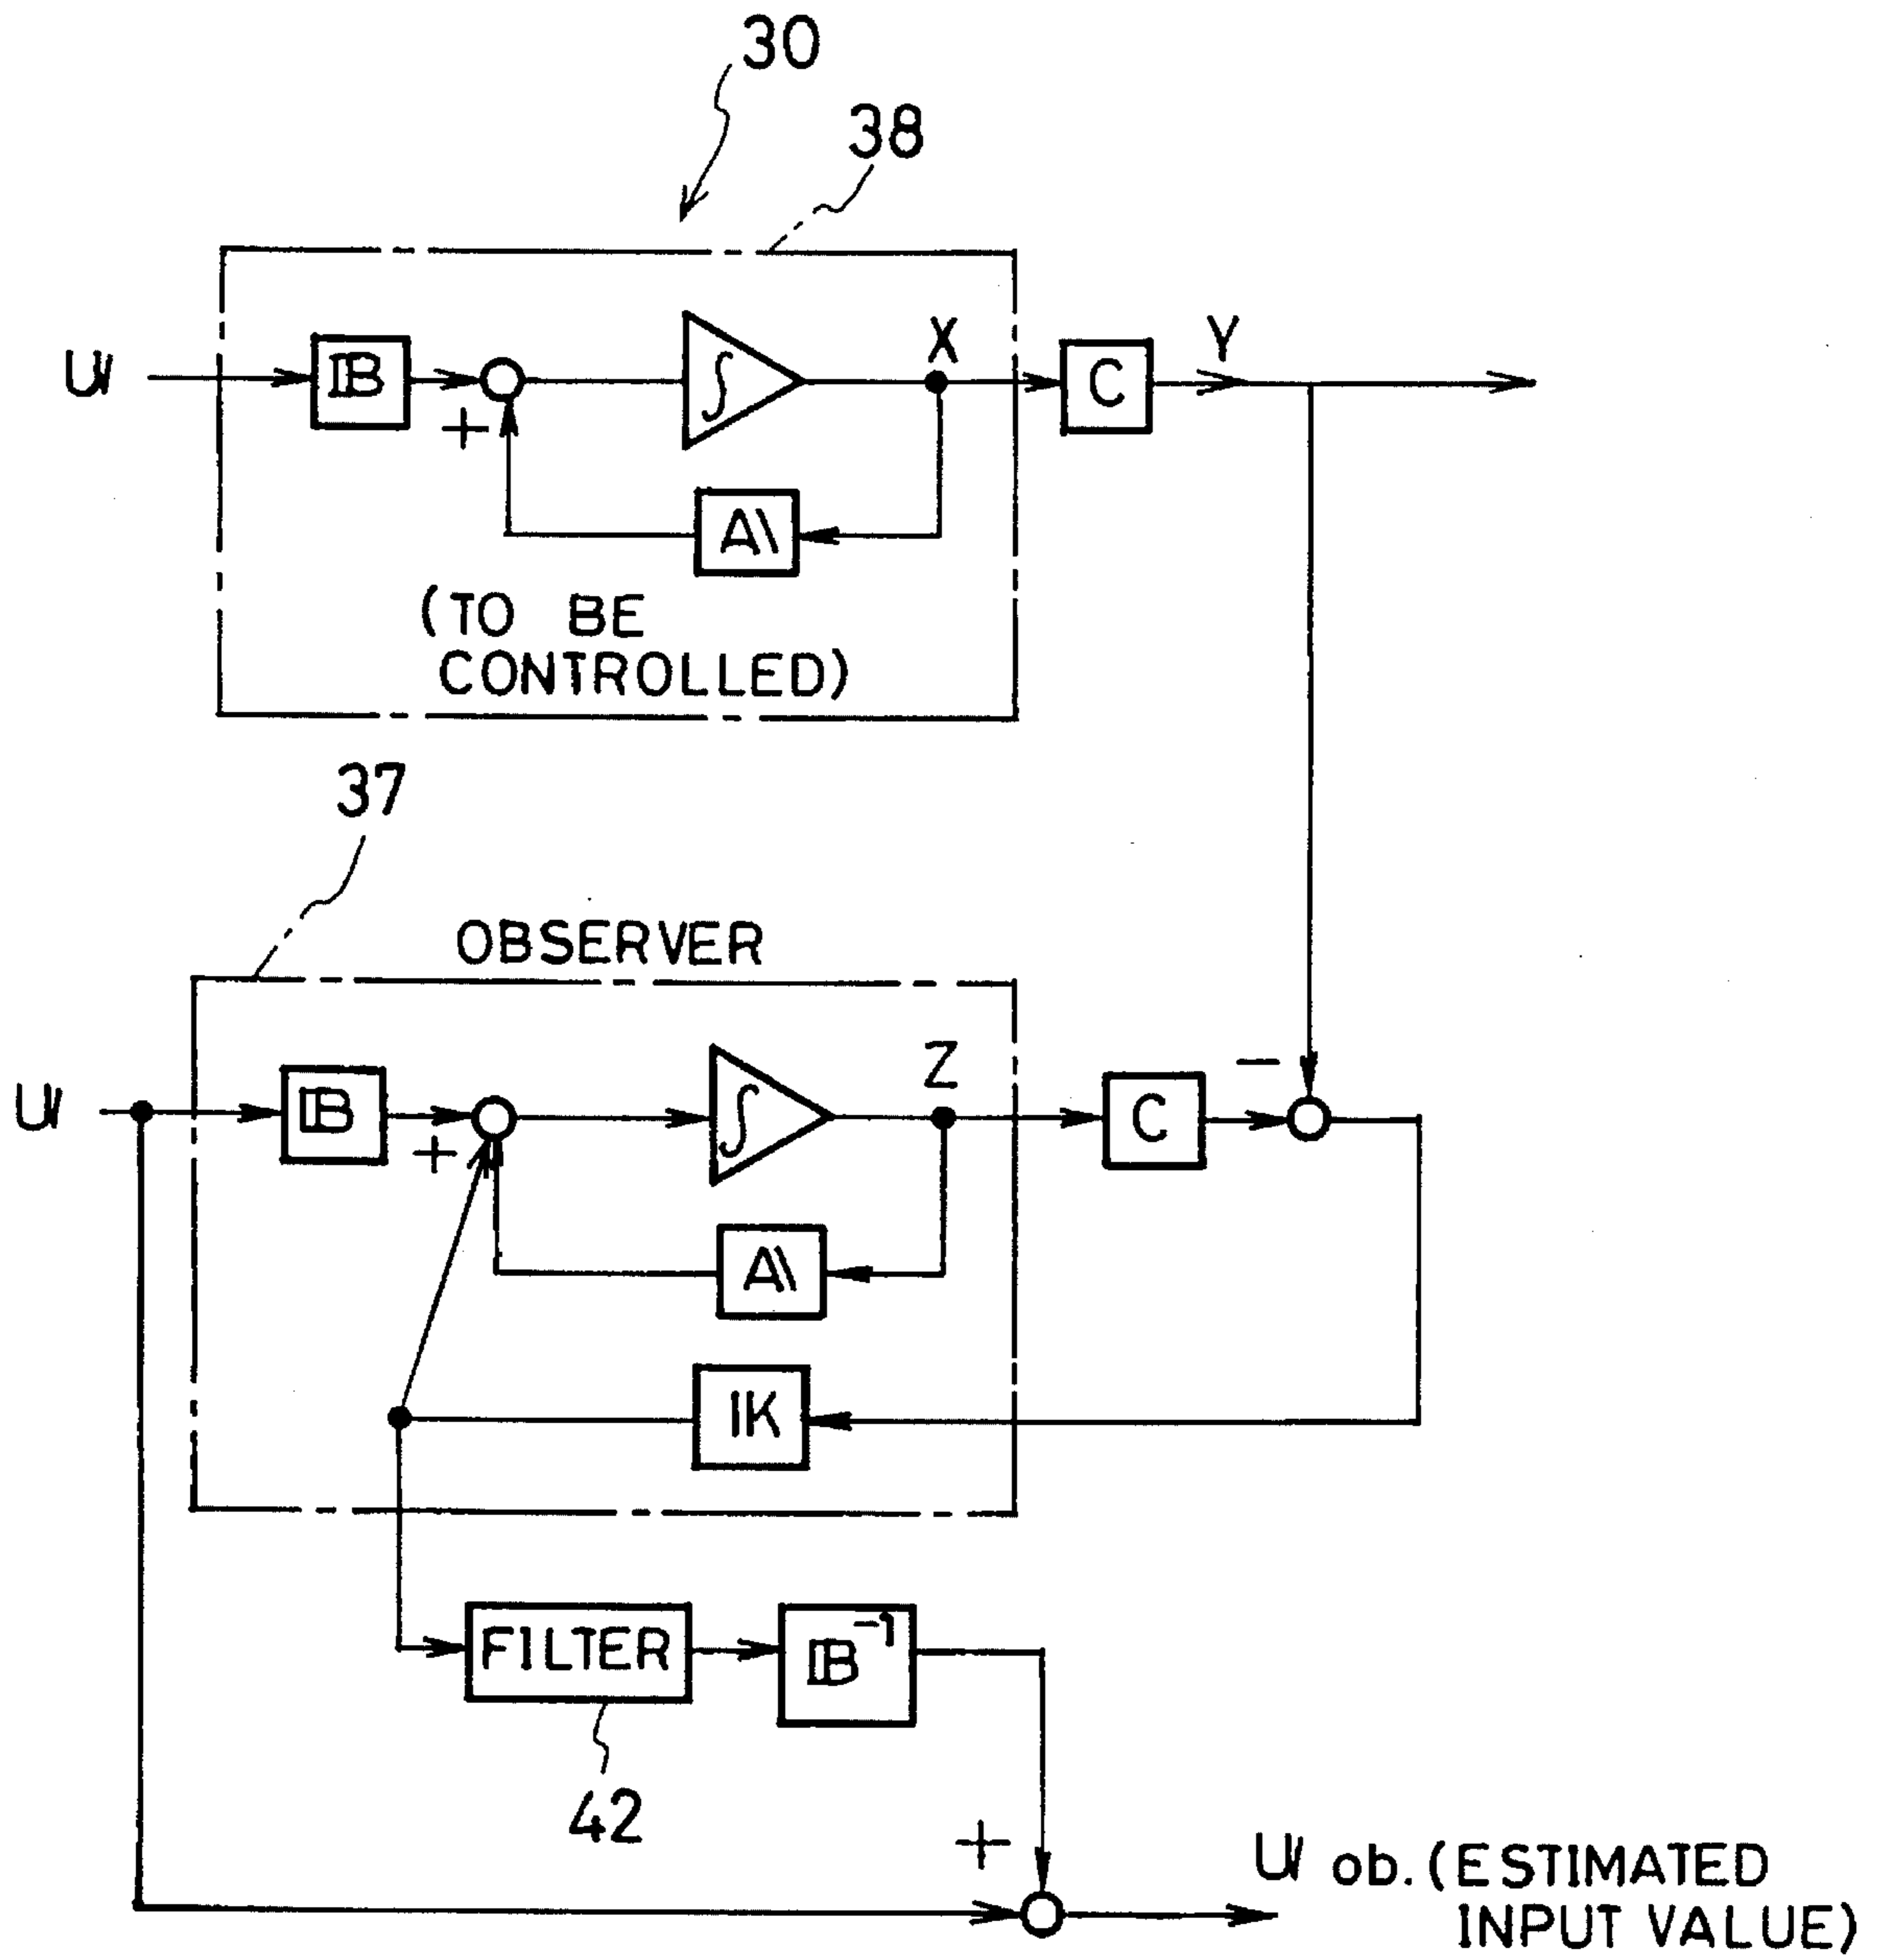 30
38
U
B
+
∫
X
C
Y
A
(TO BE
CONTROLLED)
37
OBSERVER
U
B
+
∫
Z
C
−
A
K
FILTER
B⁻¹
42
+
U ob. (ESTIMATED
INPUT VALUE)